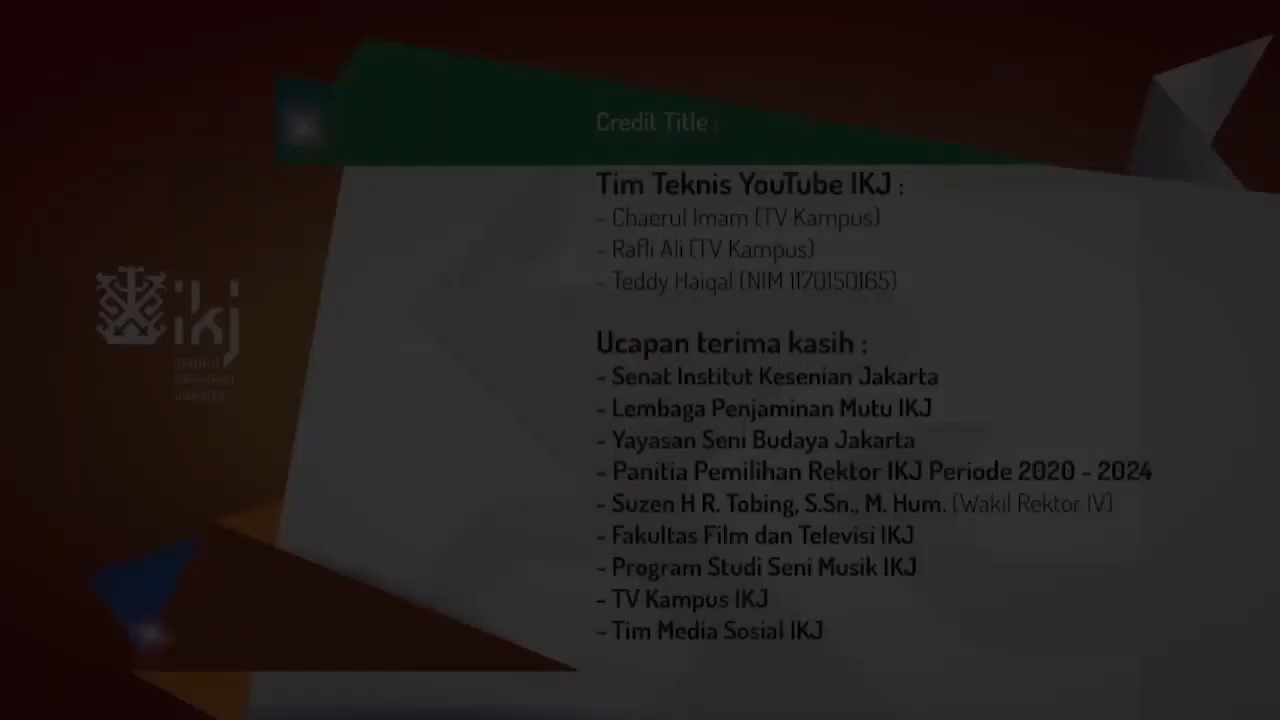 Credit Title :
Tim Teknis YouTube IKJ :
- Chaerul Imam (TV Kampus)
- Rafli Ali (TV Kampus)
- Teddy Haiqal (NIM 1170150165)
Ucapan terima kasih :
- Senat Institut Kesenian Jakarta
- Lembaga Penjaminan Mutu IKJ
- Yayasan Seni Budaya Jakarta
- Panitia Pemilihan Rektor IKJ Periode 2020 - 2024
- Suzen H R. Tobing, S.Sn., M. Hum. (Wakil Rektor IV)
- Fakultas Film dan Televisi IKJ
- Program Studi Seni Musik IKJ
- TV Kampus IKJ
- Tim Media Sosial IKJ
ikj
institut
kesenian
jakarta